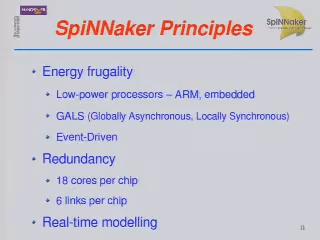 SpiNNaker Principles
SpiNNaker
Energy frugality
Low-power processors – ARM, embedded
GALS (Globally Asynchronous, Locally Synchronous)
Event-Driven
Redundancy
18 cores per chip
6 links per chip
Real-time modelling